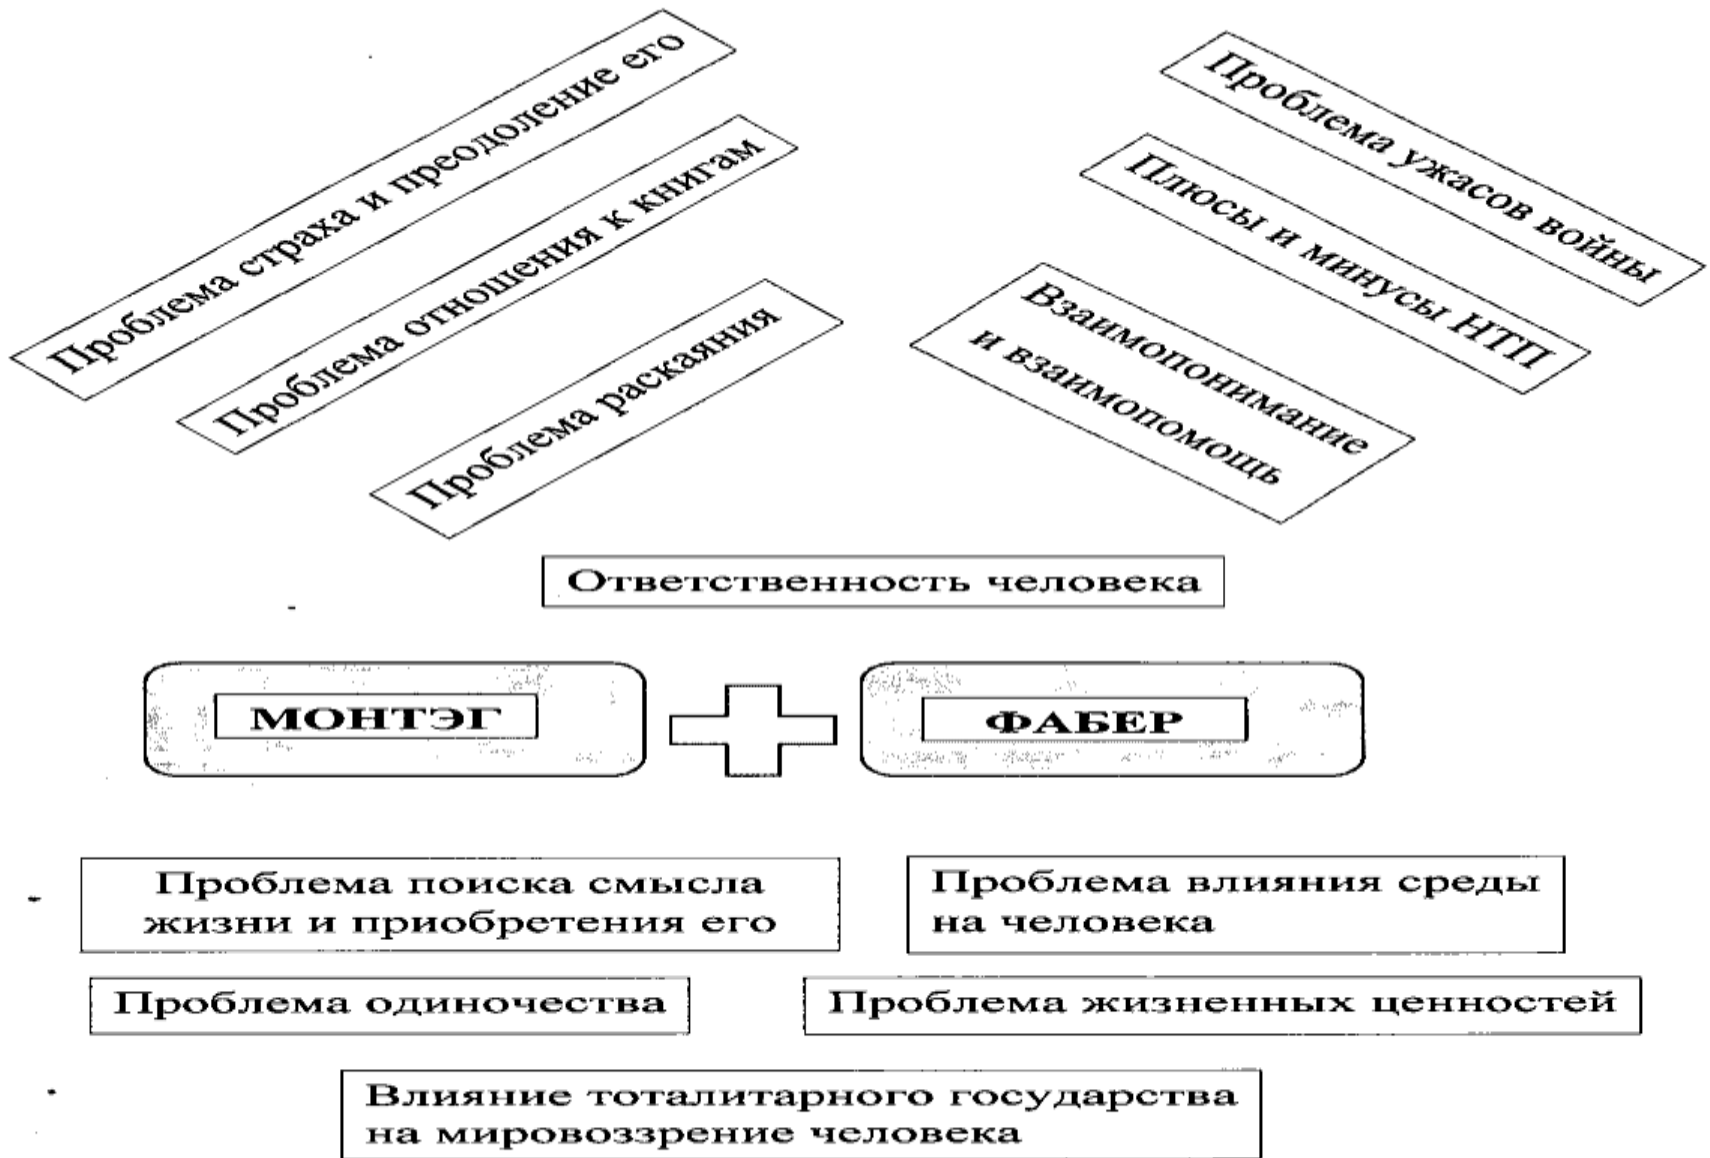 Проблема страха и преодоление его
Проблема отношения к книгам
Проблема раскаяния
Проблема ужасов войны
Плюсы и минусы НТП
Взаимопонимание
и взаимопомощь
Ответственность человека
МОНТЭГ
ФАБЕР
Проблема поиска смысла
жизни и приобретения его
Проблема влияния среды
на человека
Проблема одиночества
Проблема жизненных ценностей
Влияние тоталитарного государства
на мировоззрение человека